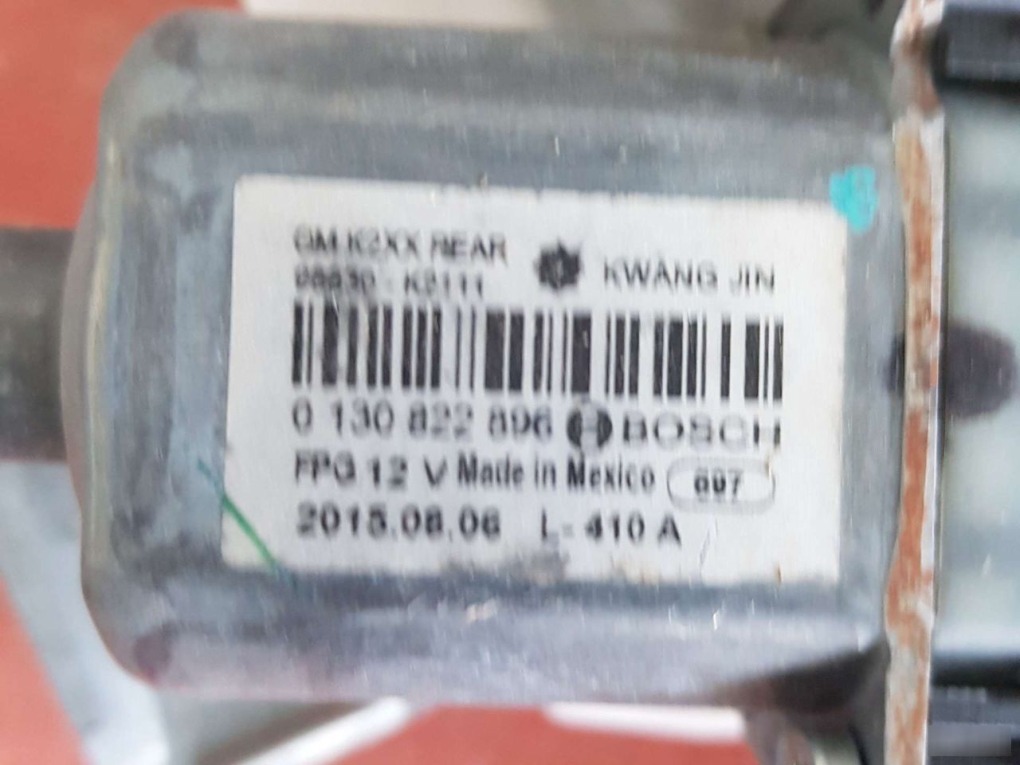 GM K2XX REAR
KWANG JIN
K2111
0 130 822 896 BOSCH
FPG 12 V Made in Mexico
2015.08.06 L- 410 A